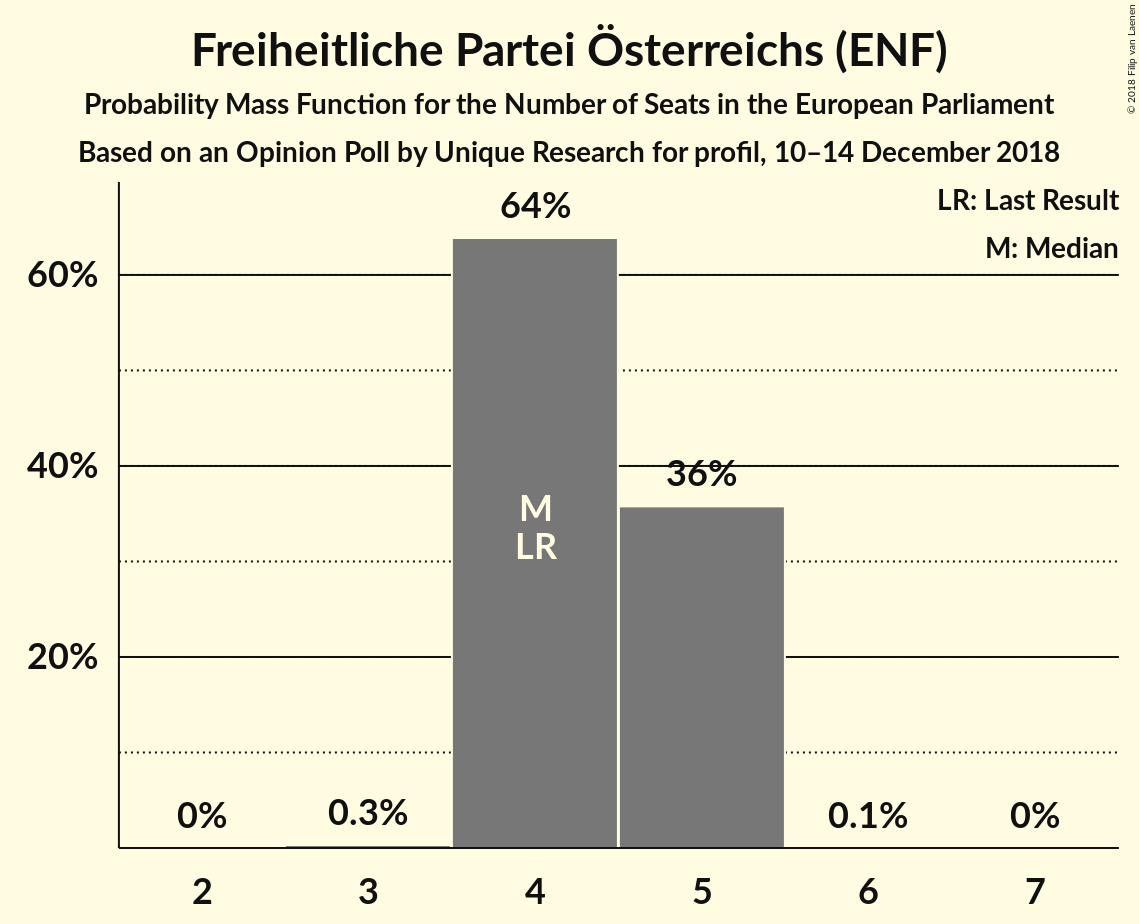 Freiheitliche Partei Österreichs (ENF)
Probability Mass Function for the Number of Seats in the European Parliament
Based on an Opinion Poll by Unique Research for profil, 10–14 December 2018
© 2018 Filip van Laenen
LR: Last Result
M: Median
64%
60%
40%
36%
M
LR
20%
0%
0.3%
0.1%
0%
2
3
4
5
6
7